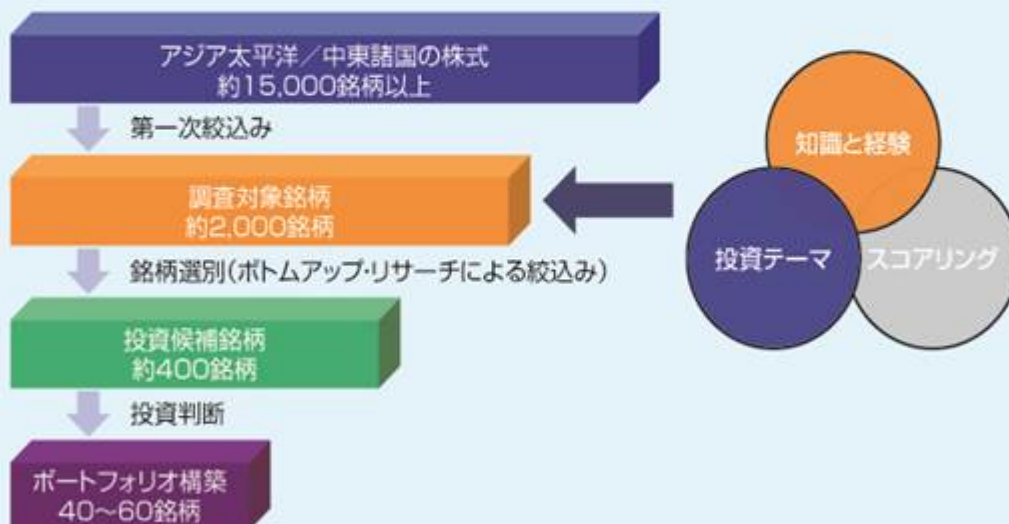 アジア太平洋／中東諸国の株式
約15,000銘柄以上
第一次絞込み
調査対象銘柄
約2,000銘柄
銘柄選別(ボトムアップ・リサーチによる絞込み)
投資候補銘柄
約400銘柄
投資判断
ポートフォリオ構築
40〜60銘柄
知識と経験
投資テーマ
スコアリング